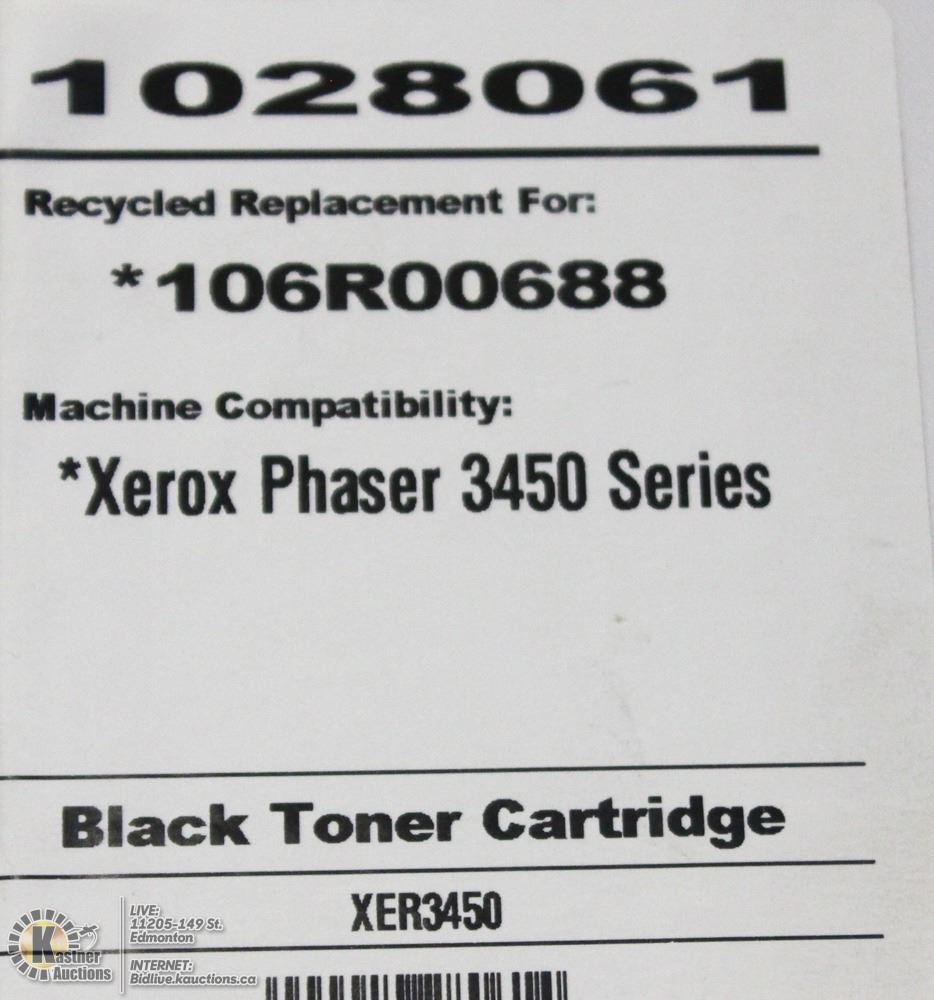 1028061
Recycled Replacement For:
*106R00688
Machine Compatibility:
*Xerox Phaser 3450 Series
Black Toner Cartridge
XER3450
Kastner
Auctions
LIVE:
11205-149 St.
Edmonton
INTERNET:
Bidlive.kauctions.ca